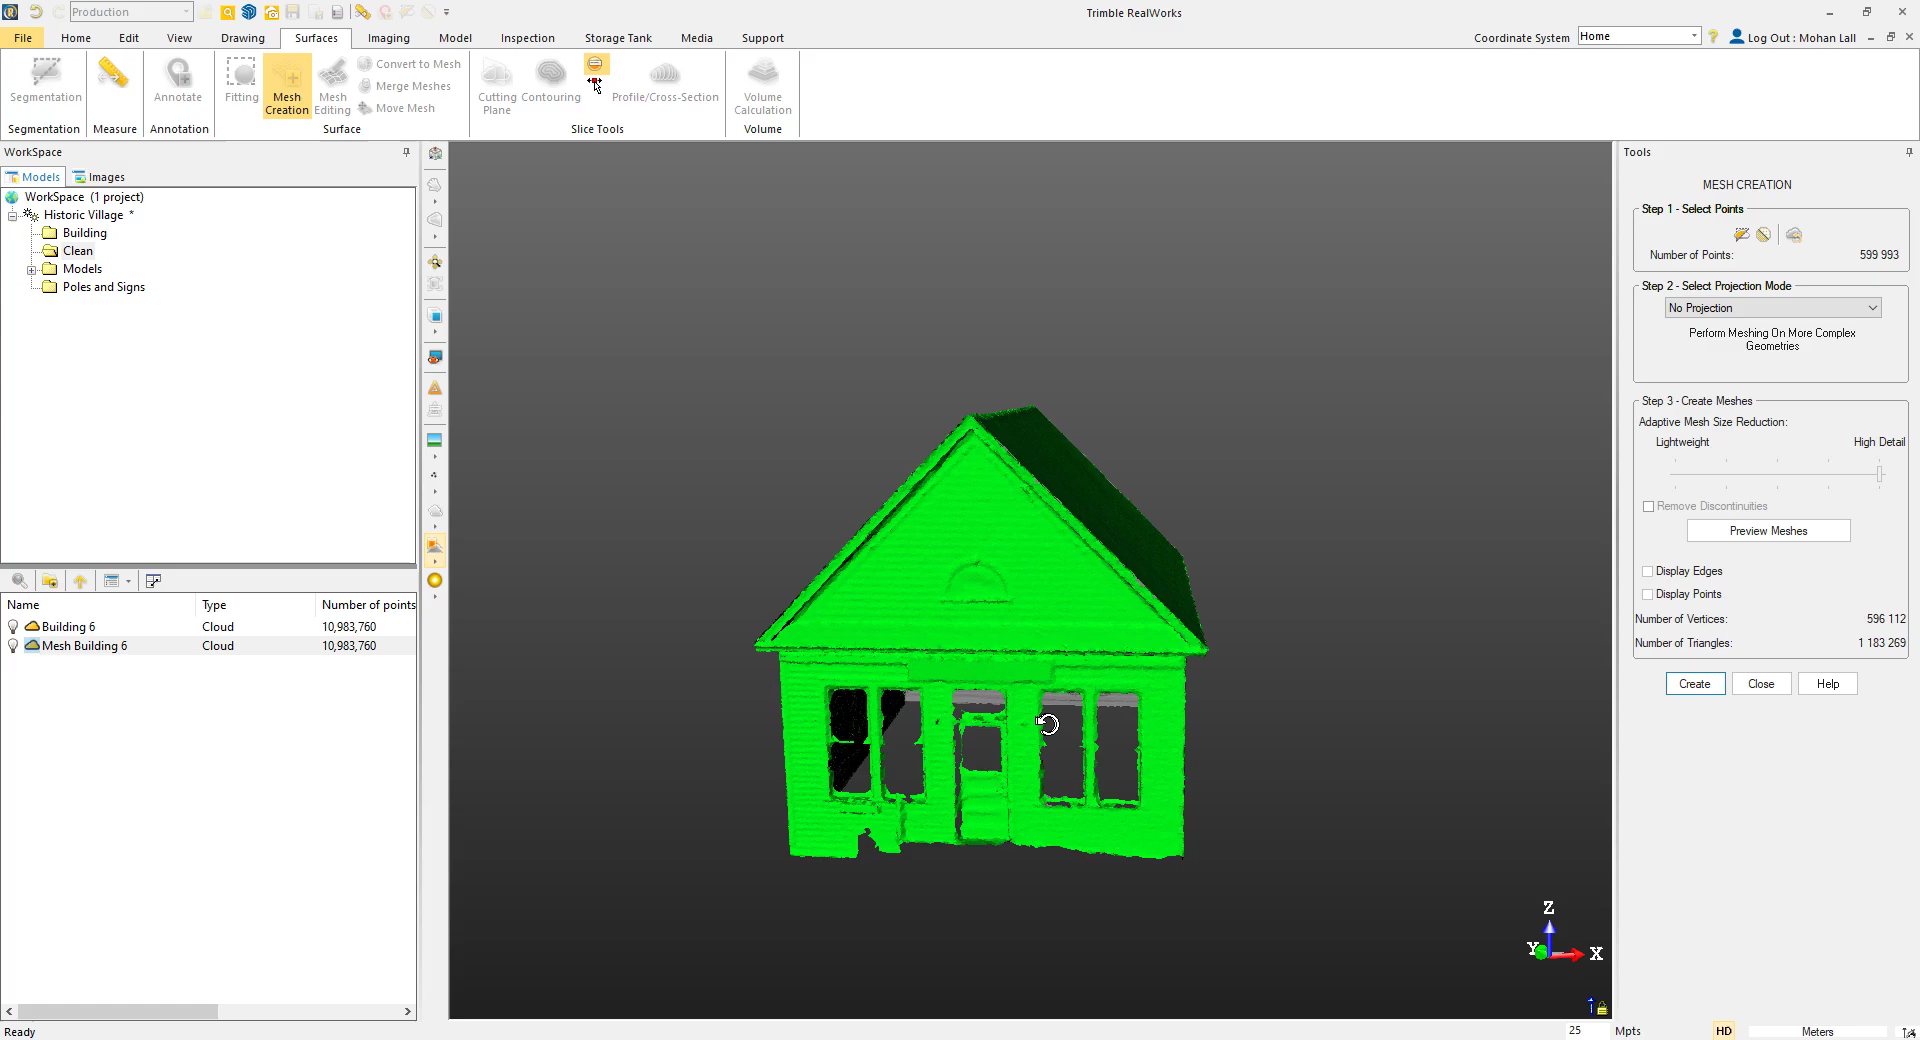 Production
Trimble RealWorks
File Home Edit View Drawing Surfaces Imaging Model Inspection Storage Tank Media Support
Coordinate System Home ? Log Out : Mohan Lall
Segmentation
Segmentation
Measure
Annotate
Annotation
Fitting
Mesh Creation
Mesh Editing
Convert to Mesh
Merge Meshes
Move Mesh
Surface
Cutting Plane
Contouring
Profile/Cross-Section
Slice Tools
Volume Calculation
Volume
WorkSpace
Models Images
WorkSpace (1 project)
Historic Village *
Building
Clean
Models
Poles and Signs
Name Type Number of points
Building 6 Cloud 10,983,760
Mesh Building 6 Cloud 10,983,760
Z
Y
X
Tools
MESH CREATION
Step 1 - Select Points
Number of Points: 599 993
Step 2 - Select Projection Mode
No Projection
Perform Meshing On More Complex
Geometries
Step 3 - Create Meshes
Adaptive Mesh Size Reduction:
Lightweight High Detail
Remove Discontinuities
Preview Meshes
Display Edges
Display Points
Number of Vertices: 596 112
Number of Triangles: 1 183 269
Create Close Help
Ready 25 Mpts HD Meters